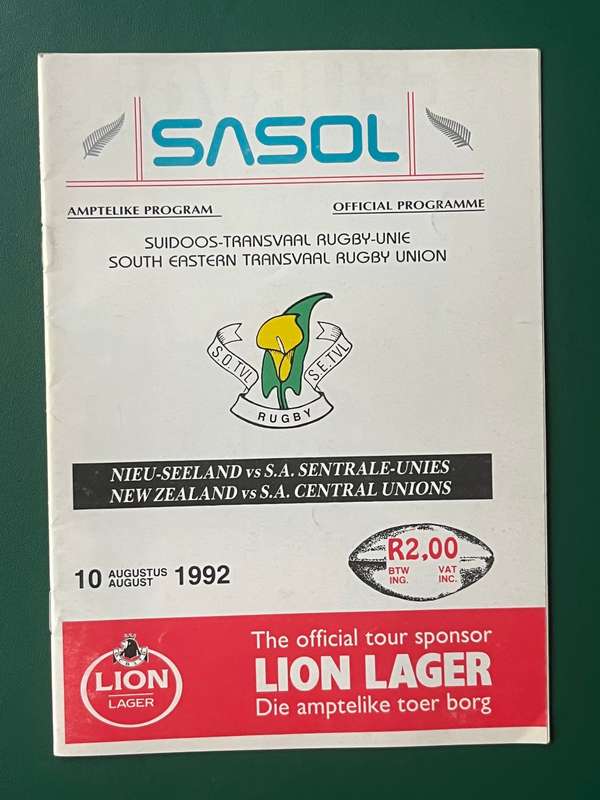 SASOL
AMPTELIKE PROGRAM
OFFICIAL PROGRAMME
SUIDOOS-TRANSVAAL RUGBY-UNIE
SOUTH EASTERN TRANSVAAL RUGBY UNION
S.O.TVL
S.E.TVL
RUGBY
NIEU-SEELAND vs S.A. SENTRALE-UNIES
NEW ZEALAND vs S.A. CENTRAL UNIONS
R2,00
BTW ING.
VAT INC.
10 AUGUSTUS AUGUST 1992
The official tour sponsor
LION LAGER
Die amptelike toer borg
LION
LAGER